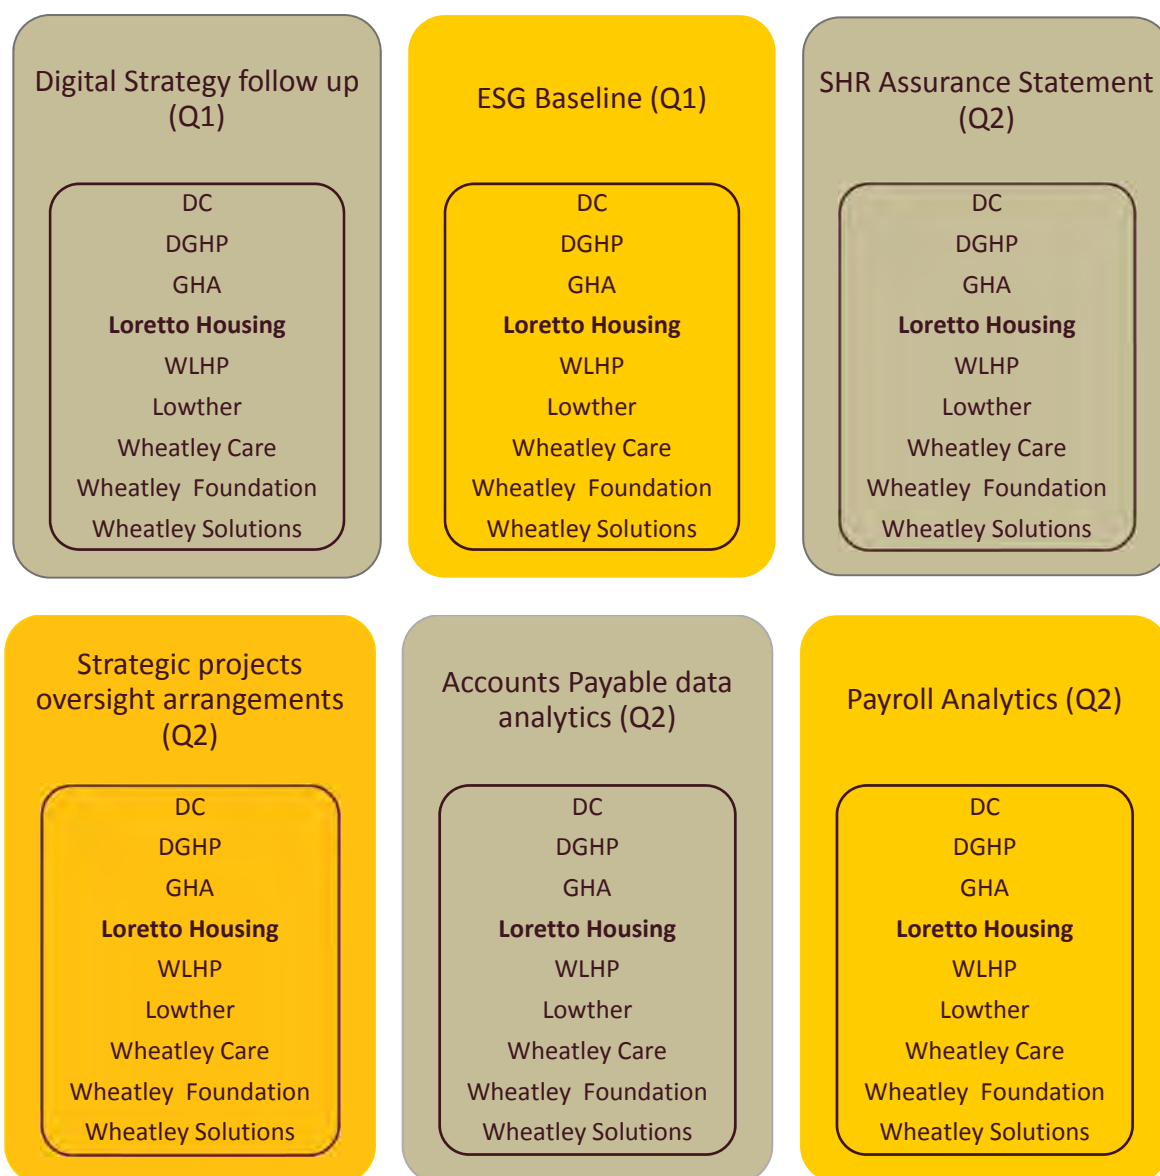 Digital Strategy follow up
(Q1)
DC
DGHP
GHA
Loretto Housing
WLHP
Lowther
Wheatley Care
Wheatley  Foundation
Wheatley Solutions
ESG Baseline (Q1)
DC
DGHP
GHA
Loretto Housing
WLHP
Lowther
Wheatley Care
Wheatley  Foundation
Wheatley Solutions
SHR Assurance Statement
(Q2)
DC
DGHP
GHA
Loretto Housing
WLHP
Lowther
Wheatley Care
Wheatley  Foundation
Wheatley Solutions
Strategic projects
oversight arrangements
(Q2)
DC
DGHP
GHA
Loretto Housing
WLHP
Lowther
Wheatley Care
Wheatley  Foundation
Wheatley Solutions
Accounts Payable data
analytics (Q2)
DC
DGHP
GHA
Loretto Housing
WLHP
Lowther
Wheatley Care
Wheatley  Foundation
Wheatley Solutions
Payroll Analytics (Q2)
DC
DGHP
GHA
Loretto Housing
WLHP
Lowther
Wheatley Care
Wheatley  Foundation
Wheatley Solutions